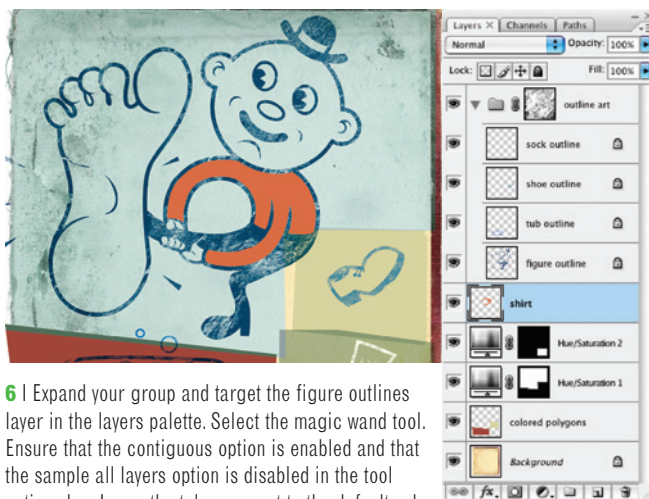 Layers × Channels Paths
Normal Opacity: 100%
Lock: Fill: 100%
outline art
sock outline
shoe outline
tub outline
figure outline
shirt
Hue/Saturation 2
Hue/Saturation 1
colored polygons
Background
fx.
6 | Expand your group and target the figure outlines
layer in the layers palette. Select the magic wand tool.
Ensure that the contiguous option is enabled and that
the sample all layers option is disabled in the tool